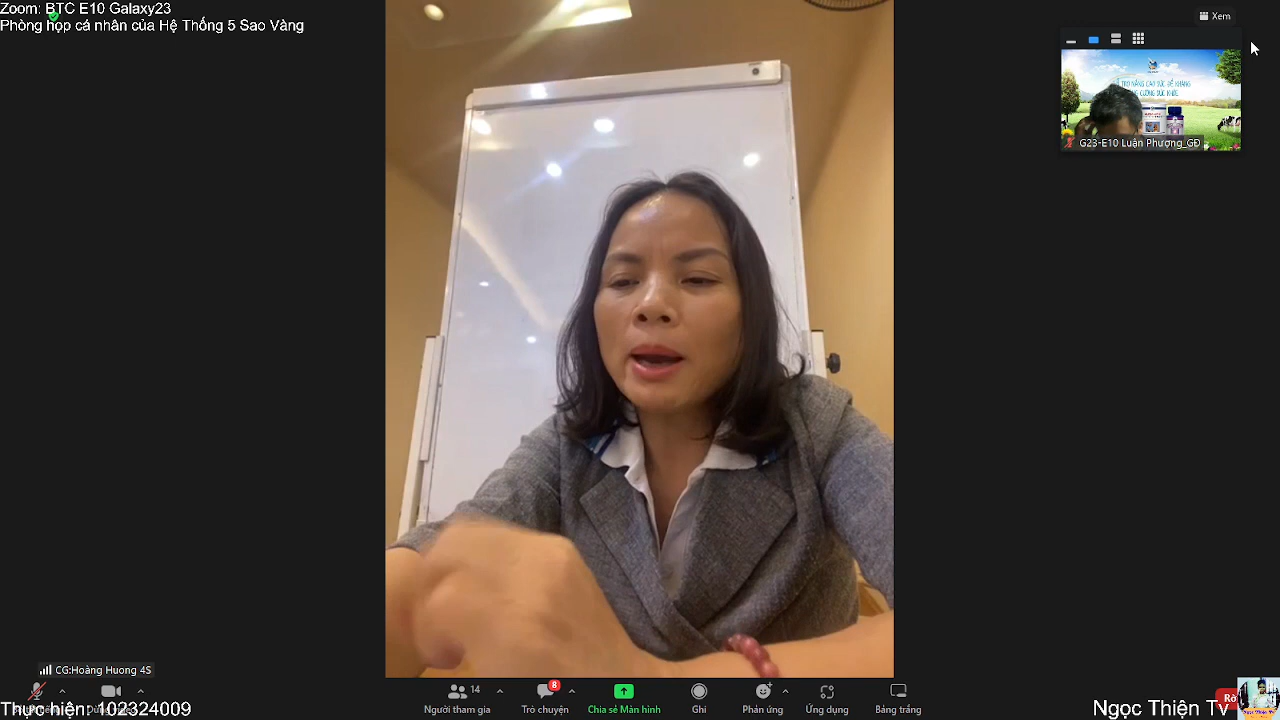 Zoom: BTC E10 Galaxy23
Phòng họp cá nhân của Hệ Thống 5 Sao Vàng
Xem
G23-E10 Luận Phượng_GĐ
CG:Hoàng Huong 4S
14
8
Người tham gia
Trò chuyện
Chia sẻ Màn hình
Ghi
Phản ứng
Ứng dụng
Bảng trắng
Thực hiện: 102324009
Ngọc Thiện TV